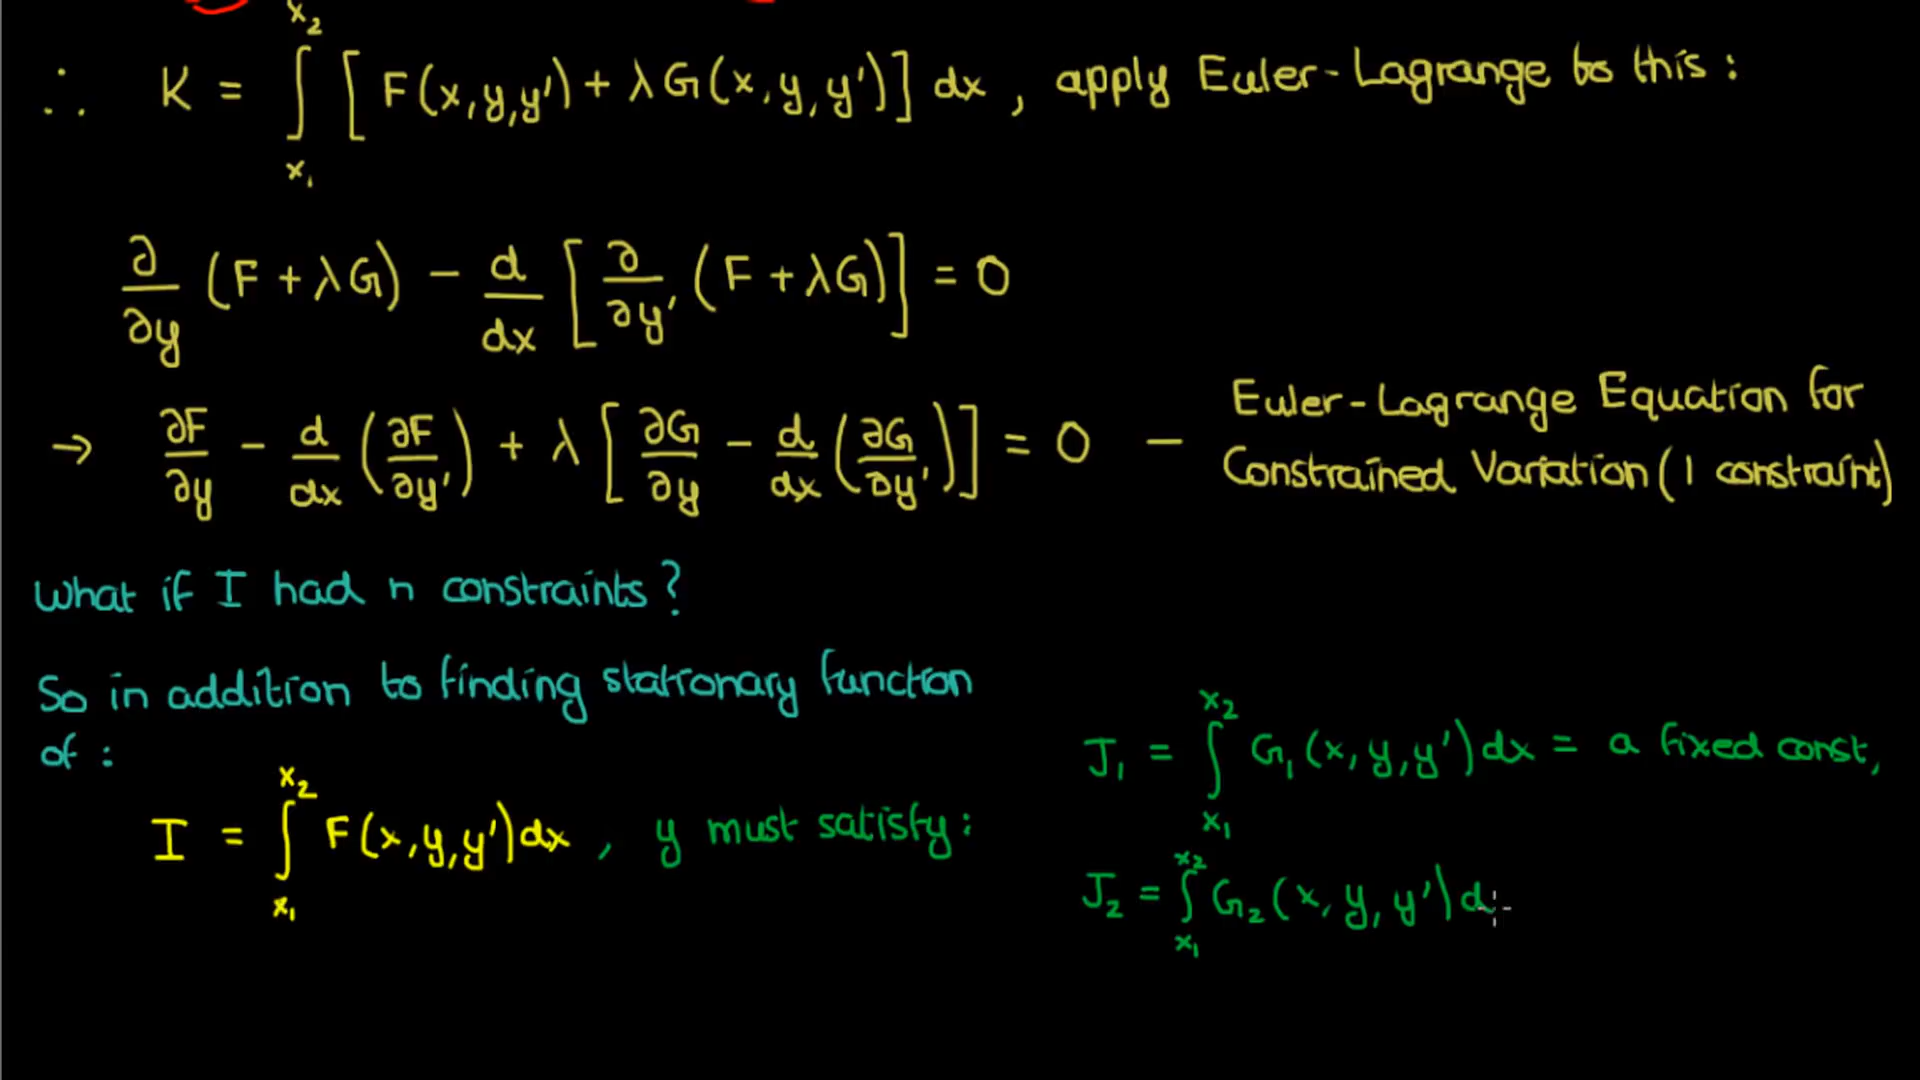 ∴ K = ∫_{x₁}^{x₂} [F(x,y,y') + λG(x,y,y')] dx , apply Euler-Lagrange to this:
∂/∂y (F + λG) - d/dx [∂/∂y' (F + λG)] = 0
→ ∂F/∂y - d/dx (∂F/∂y') + λ [∂G/∂y - d/dx (∂G/∂y')] = 0 - Euler-Lagrange Equation for
Constrained Variation (1 constraint)
What if I had n constraints?
So in addition to finding stationary function
of :
I = ∫_{x₁}^{x₂} F(x,y,y')dx , y must satisfy:
J₁ = ∫_{x₁}^{x₂} G₁(x,y,y')dx = a fixed const,
J₂ = ∫_{x₁}^{x₂} G₂(x,y,y')d